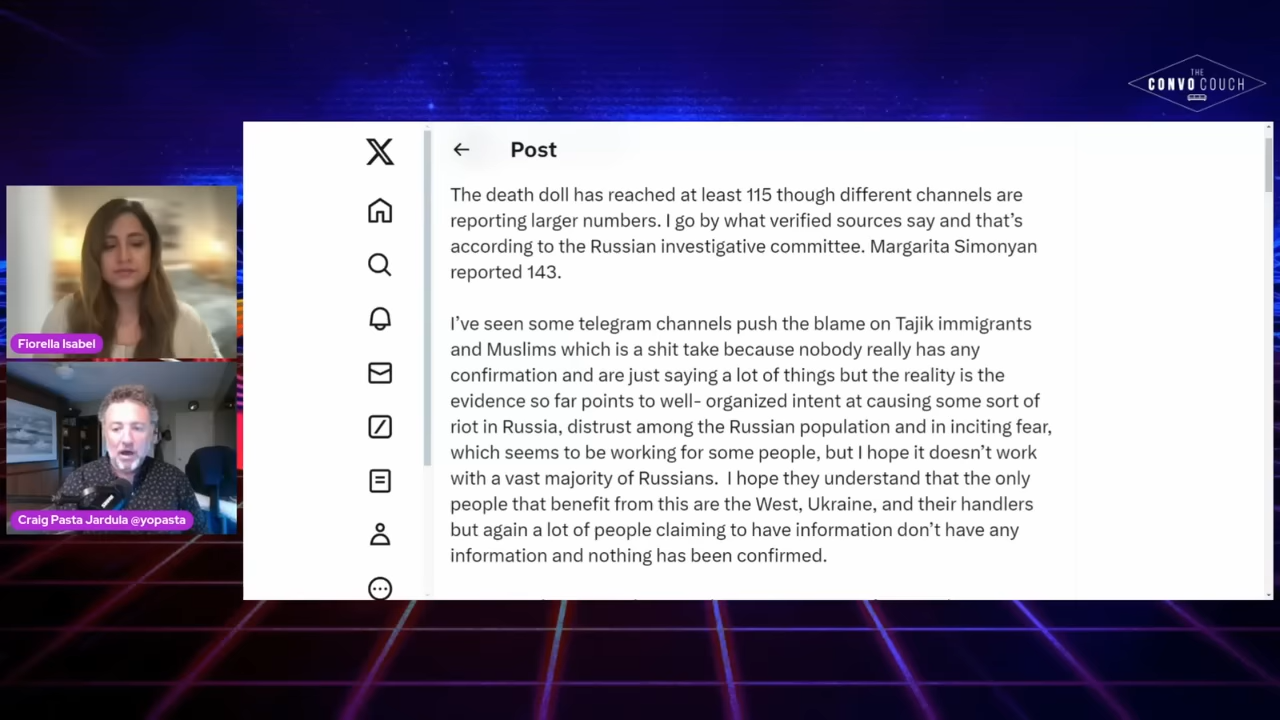 THE
CONVO COUCH
Post
The death doll has reached at least 115 though different channels are
reporting larger numbers. I go by what verified sources say and that's
according to the Russian investigative committee. Margarita Simonyan
reported 143.
I've seen some telegram channels push the blame on Tajik immigrants
and Muslims which is a shit take because nobody really has any
confirmation and are just saying a lot of things but the reality is the
evidence so far points to well- organized intent at causing some sort of
riot in Russia, distrust among the Russian population and in inciting fear,
which seems to be working for some people, but I hope it doesn't work
with a vast majority of Russians.  I hope they understand that the only
people that benefit from this are the West, Ukraine, and their handlers
but again a lot of people claiming to have information don't have any
information and nothing has been confirmed.
Fiorella Isabel
Craig Pasta Jardula @yopasta